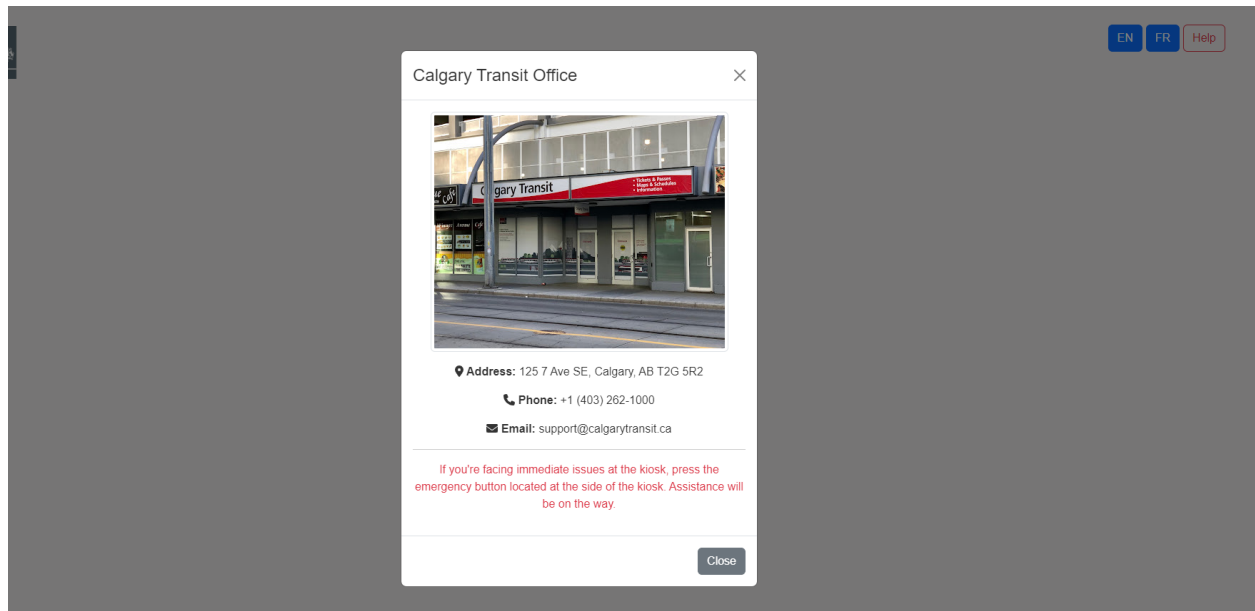 EN FR Help
Calgary Transit Office
Calgary Transit
• Tickets & Passes
• Maps & Schedules
• Information
Cafe
Address: 125 7 Ave SE, Calgary, AB T2G 5R2
Phone: +1 (403) 262-1000
Email: support@calgarytransit.ca
If you're facing immediate issues at the kiosk, press the
emergency button located at the side of the kiosk. Assistance will
be on the way.
Close